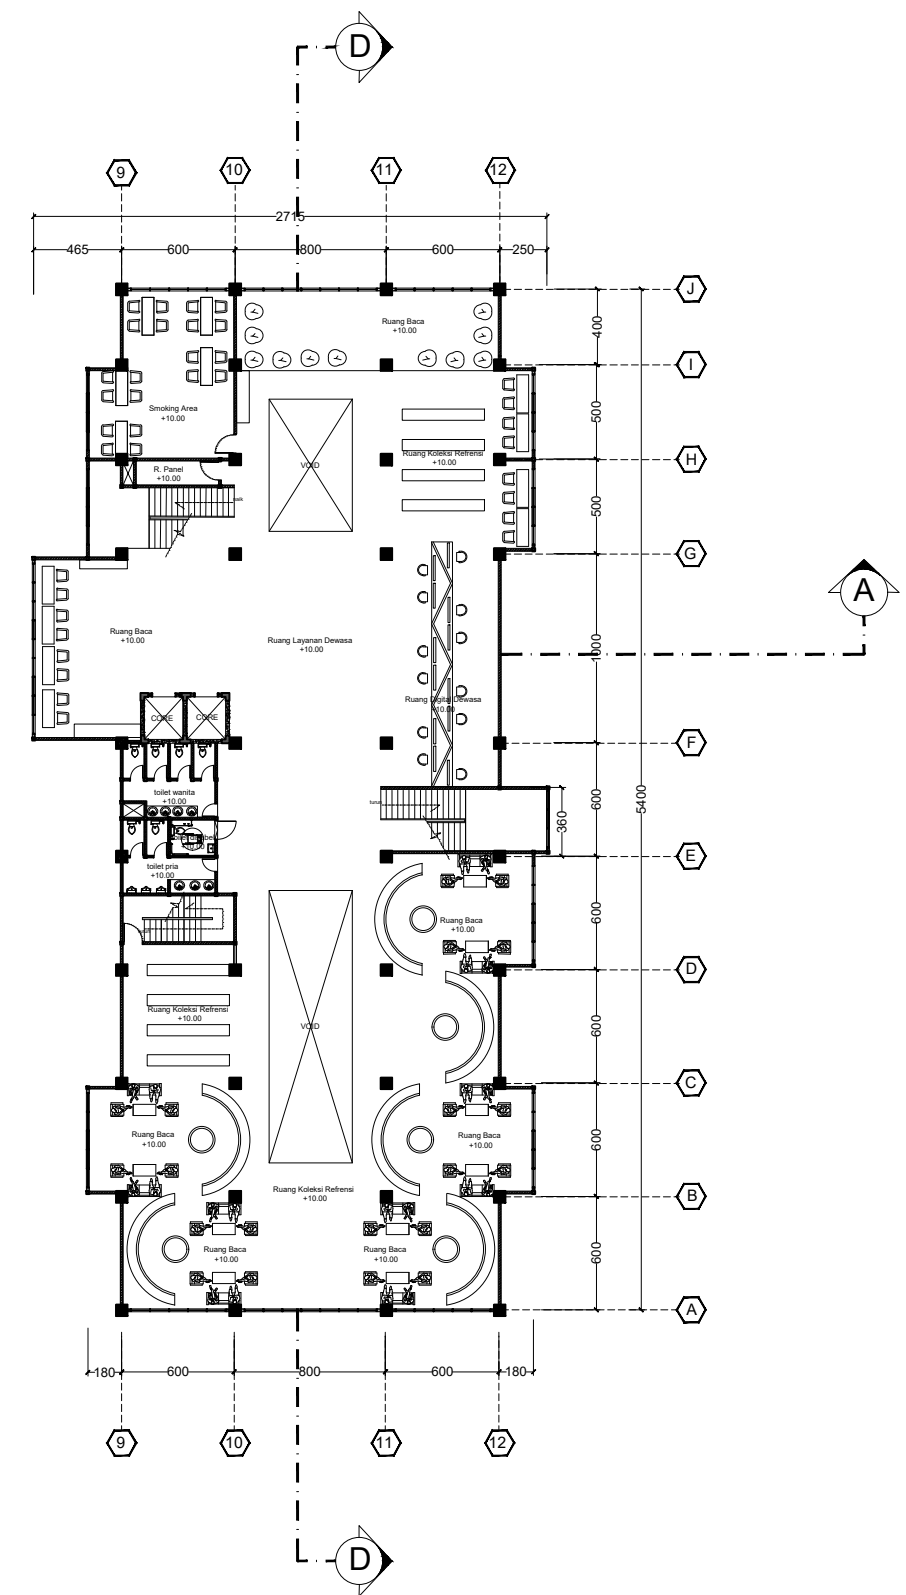 D
9
10
11
12
2715
465
600
800
600
250
J
Ruang Baca
+10.00
400
I
500
Smoking Area
+10.00
VOID
Ruang Koleksi Refrensi
+10.00
H
R. Panel
+10.00
naik
500
G
A
Ruang Baca
+10.00
Ruang Layanan Dewasa
+10.00
1000
Ruang Digital Dewasa
+10.00
CORE
CORE
F
toilet wanita
+10.00
turun
600
5400
360
toilet pria
+10.00
E
Ruang Baca
+10.00
600
D
Ruang Koleksi Refrensi
+10.00
VOID
600
C
Ruang Baca
+10.00
Ruang Baca
+10.00
600
Ruang Koleksi Refrensi
+10.00
B
Ruang Baca
+10.00
Ruang Baca
+10.00
600
A
180
600
800
600
180
9
10
11
12
D